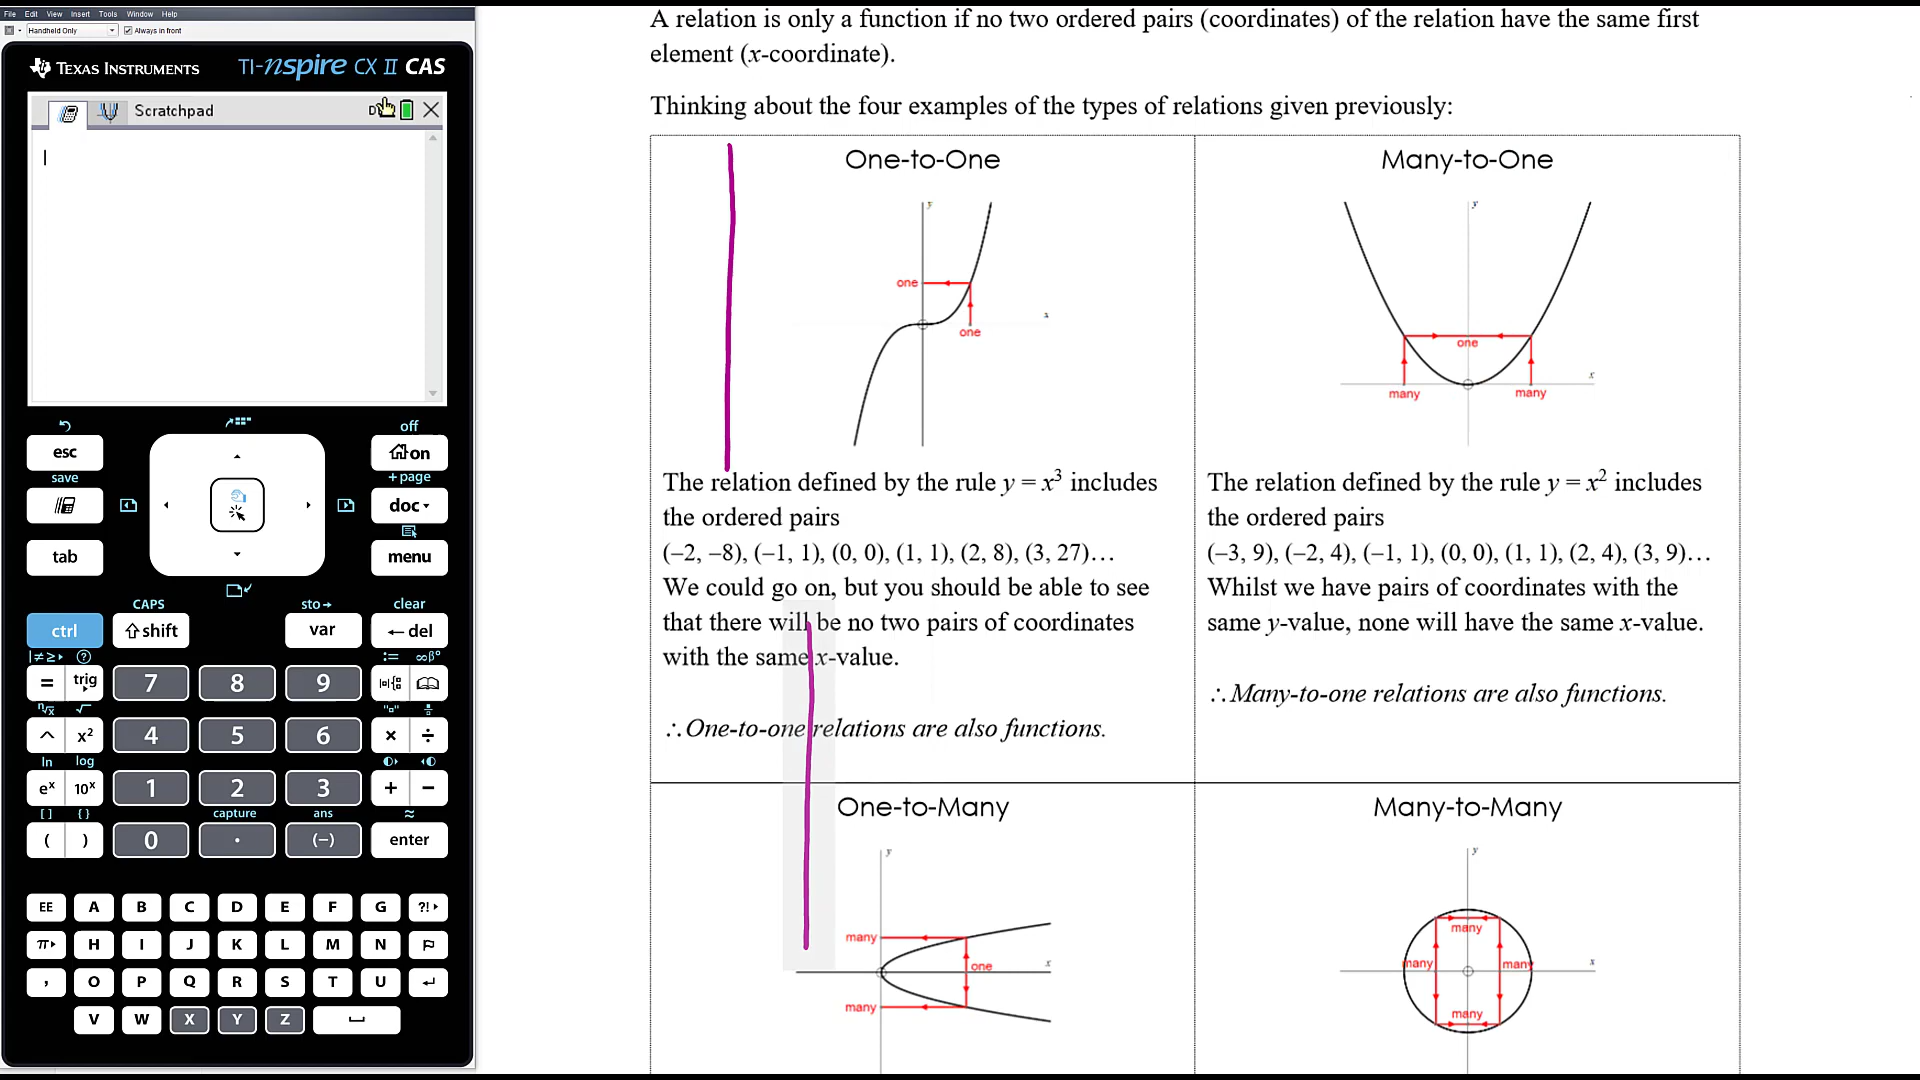 File Edit View Insert Tools Window Help
Handheld Only Always in front
TEXAS INSTRUMENTS TI-nspire CX II CAS
Scratchpad
off
esc on
save + page
doc
tab menu
CAPS sto→ clear
ctrl ⇧shift var ←del
|≠≥▸ ? := ∞β°
= trig 7 8 9
ⁿ√x √ "▫"
^ x² 4 5 6 × ÷
ln log
eˣ 10ˣ 1 2 3 + −
[ ] { } capture ans ≈
( ) 0 . (−) enter
EE A B C D E F G ?!▸
π▸ H I J K L M N
, O P Q R S T U ↵
V W X Y Z
A relation is only a function if no two ordered pairs (coordinates) of the relation have the same first
element (x-coordinate).
Thinking about the four examples of the types of relations given previously:
One-to-One
y
one
x
one
The relation defined by the rule y = x³ includes
the ordered pairs
(−2, −8), (−1, 1), (0, 0), (1, 1), (2, 8), (3, 27)…
We could go on, but you should be able to see
that there will be no two pairs of coordinates
with the same x-value.
∴ One-to-one relations are also functions.
Many-to-One
y
one
x
many many
The relation defined by the rule y = x² includes
the ordered pairs
(−3, 9), (−2, 4), (−1, 1), (0, 0), (1, 1), (2, 4), (3, 9)…
Whilst we have pairs of coordinates with the
same y-value, none will have the same x-value.
∴ Many-to-one relations are also functions.
One-to-Many
y
many
one x
many
Many-to-Many
y
many
many many x
many